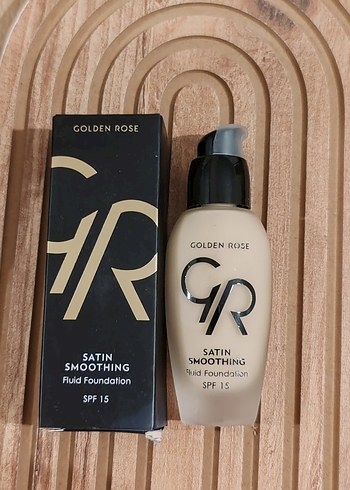 GOLDEN ROSE
GR
SATIN
SMOOTHING
Fluid Foundation
SPF 15
GOLDEN ROSE
GR
SATIN
SMOOTHING
Fluid Foundation
SPF 15